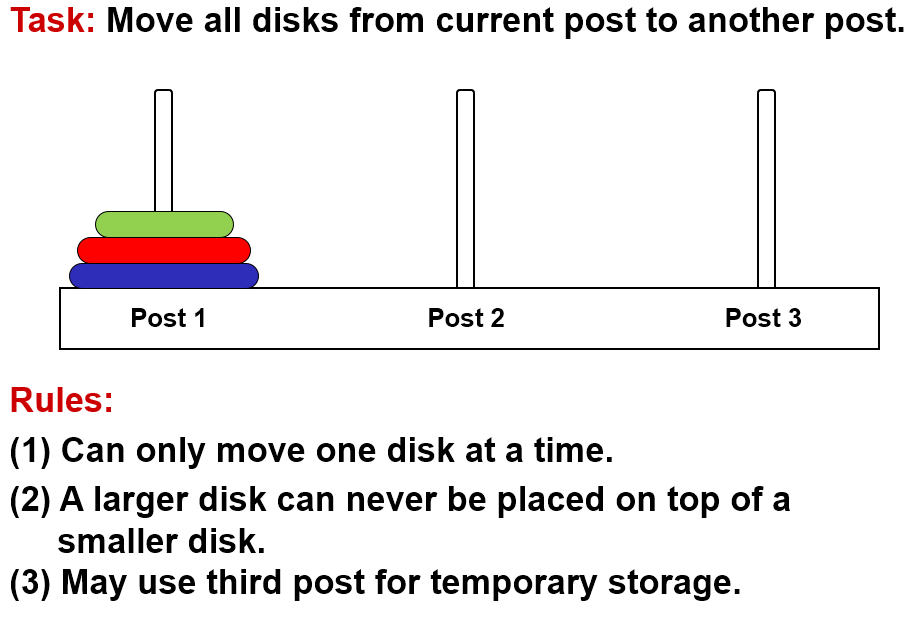 Task: Move all disks from current post to another post.
Post 1 Post 2 Post 3
Rules:
(1) Can only move one disk at a time.
(2) A larger disk can never be placed on top of a
smaller disk.
(3) May use third post for temporary storage.